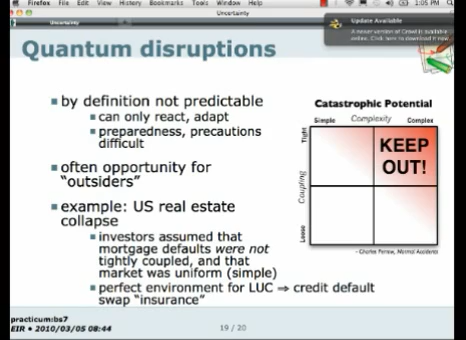 Firefox File Edit View History Bookmarks Tools Window Help
1:05 PM
Uncertainty
Uncertainty
Update Available
Quantum disruptions
by definition not predictable
can only react, adapt
preparedness, precautions
difficult
often opportunity for
"outsiders"
example: US real estate
collapse
investors assumed that
mortgage defaults were not
tightly coupled, and that
market was uniform (simple)
perfect environment for LUC ⇒ credit default
swap "insurance"
Catastrophic Potential
Simple Complexity Complex
Tight
Coupling
Loose
KEEP
OUT!
- Charles Perrow, Normal Accidents
practicum:bs7
EIR • 2010/03/05 08:44
19 / 20